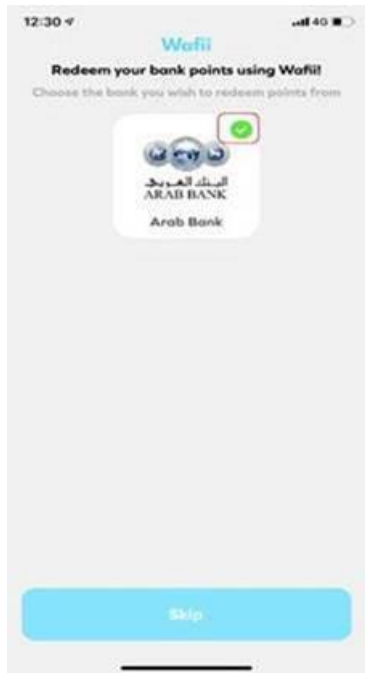 12:30
4G
Wafii
Redeem your bank points using Wafii!
Choose the bank you wish to redeem points from
البنك العربي
ARAB BANK
Arab Bank
Skip